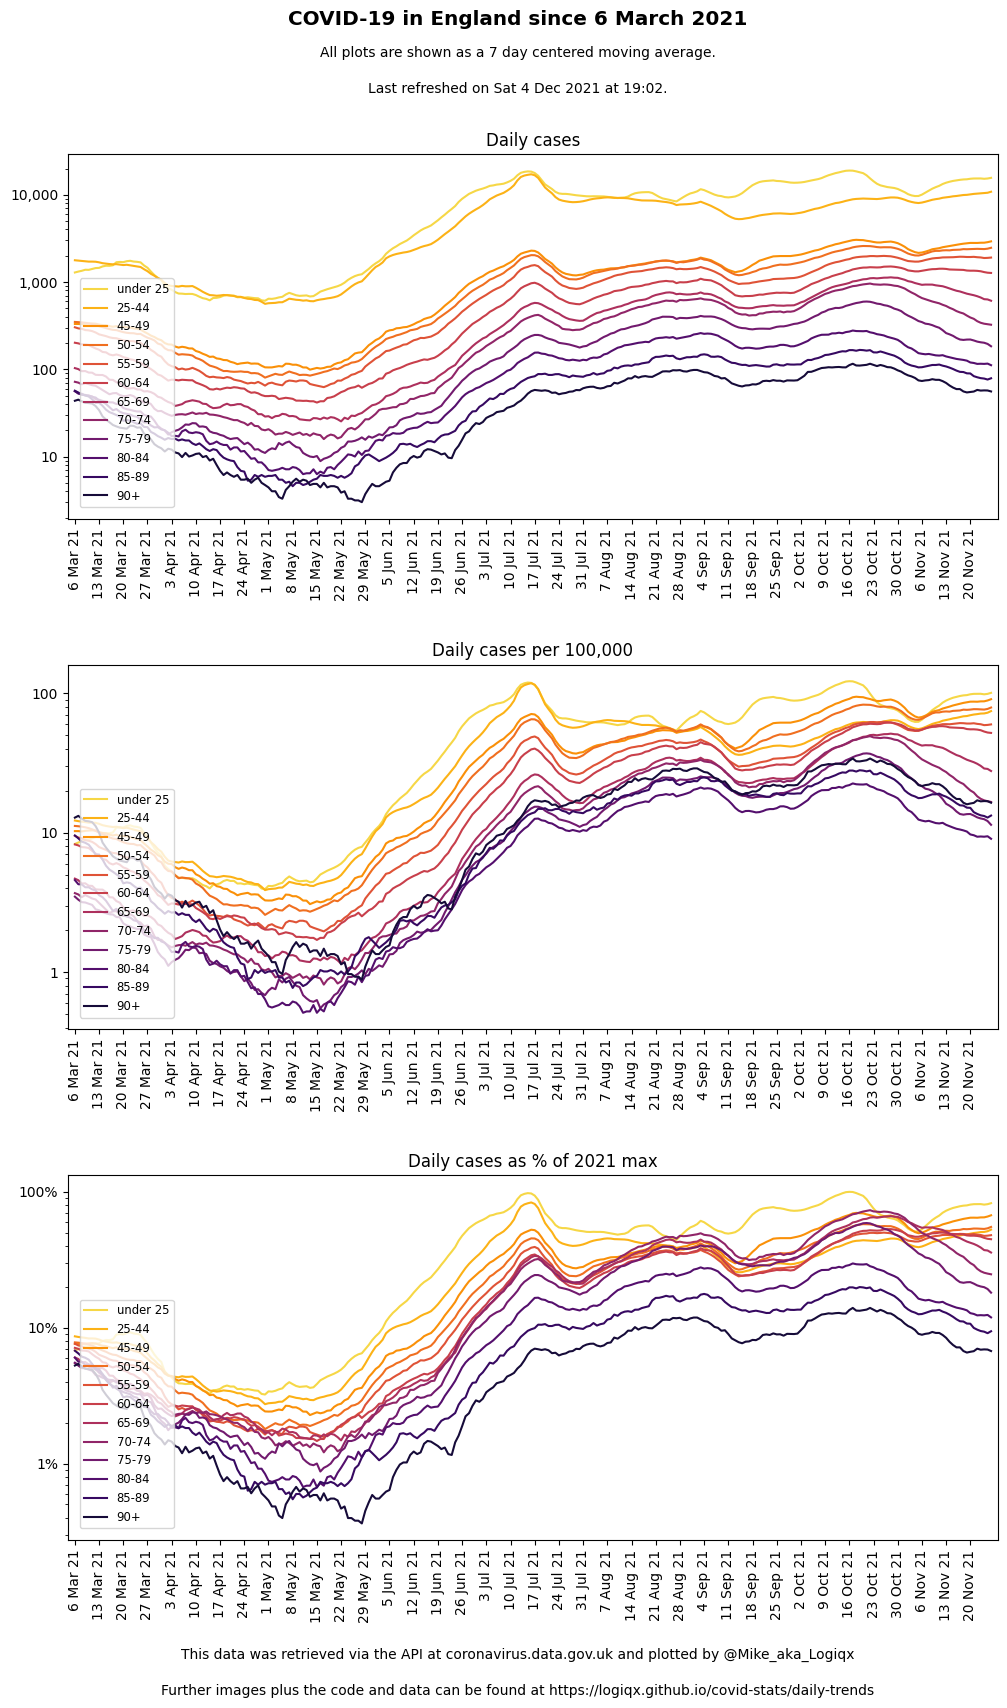 COVID-19 in England since 6 March 2021
All plots are shown as a 7 day centered moving average.
Last refreshed on Sat 4 Dec 2021 at 19:02.
Daily cases
10,000
1,000
100
10
under 25
25-44
45-49
50-54
55-59
60-64
65-69
70-74
75-79
80-84
85-89
90+
6 Mar 21
13 Mar 21
20 Mar 21
27 Mar 21
3 Apr 21
10 Apr 21
17 Apr 21
24 Apr 21
1 May 21
8 May 21
15 May 21
22 May 21
29 May 21
5 Jun 21
12 Jun 21
19 Jun 21
26 Jun 21
3 Jul 21
10 Jul 21
17 Jul 21
24 Jul 21
31 Jul 21
7 Aug 21
14 Aug 21
21 Aug 21
28 Aug 21
4 Sep 21
11 Sep 21
18 Sep 21
25 Sep 21
2 Oct 21
9 Oct 21
16 Oct 21
23 Oct 21
30 Oct 21
6 Nov 21
13 Nov 21
20 Nov 21
Daily cases per 100,000
100
10
1
under 25
25-44
45-49
50-54
55-59
60-64
65-69
70-74
75-79
80-84
85-89
90+
6 Mar 21
13 Mar 21
20 Mar 21
27 Mar 21
3 Apr 21
10 Apr 21
17 Apr 21
24 Apr 21
1 May 21
8 May 21
15 May 21
22 May 21
29 May 21
5 Jun 21
12 Jun 21
19 Jun 21
26 Jun 21
3 Jul 21
10 Jul 21
17 Jul 21
24 Jul 21
31 Jul 21
7 Aug 21
14 Aug 21
21 Aug 21
28 Aug 21
4 Sep 21
11 Sep 21
18 Sep 21
25 Sep 21
2 Oct 21
9 Oct 21
16 Oct 21
23 Oct 21
30 Oct 21
6 Nov 21
13 Nov 21
20 Nov 21
Daily cases as % of 2021 max
100%
10%
1%
under 25
25-44
45-49
50-54
55-59
60-64
65-69
70-74
75-79
80-84
85-89
90+
6 Mar 21
13 Mar 21
20 Mar 21
27 Mar 21
3 Apr 21
10 Apr 21
17 Apr 21
24 Apr 21
1 May 21
8 May 21
15 May 21
22 May 21
29 May 21
5 Jun 21
12 Jun 21
19 Jun 21
26 Jun 21
3 Jul 21
10 Jul 21
17 Jul 21
24 Jul 21
31 Jul 21
7 Aug 21
14 Aug 21
21 Aug 21
28 Aug 21
4 Sep 21
11 Sep 21
18 Sep 21
25 Sep 21
2 Oct 21
9 Oct 21
16 Oct 21
23 Oct 21
30 Oct 21
6 Nov 21
13 Nov 21
20 Nov 21
This data was retrieved via the API at coronavirus.data.gov.uk and plotted by @Mike_aka_Logiqx
Further images plus the code and data can be found at https://logiqx.github.io/covid-stats/daily-trends